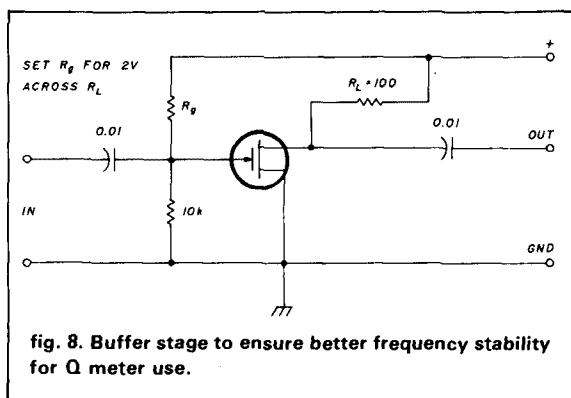 SET Rg FOR 2V
ACROSS RL
+
RL = 100
Rg
0.01
0.01
OUT
IN
10k
GND
fig. 8. Buffer stage to ensure better frequency stability
for Q meter use.